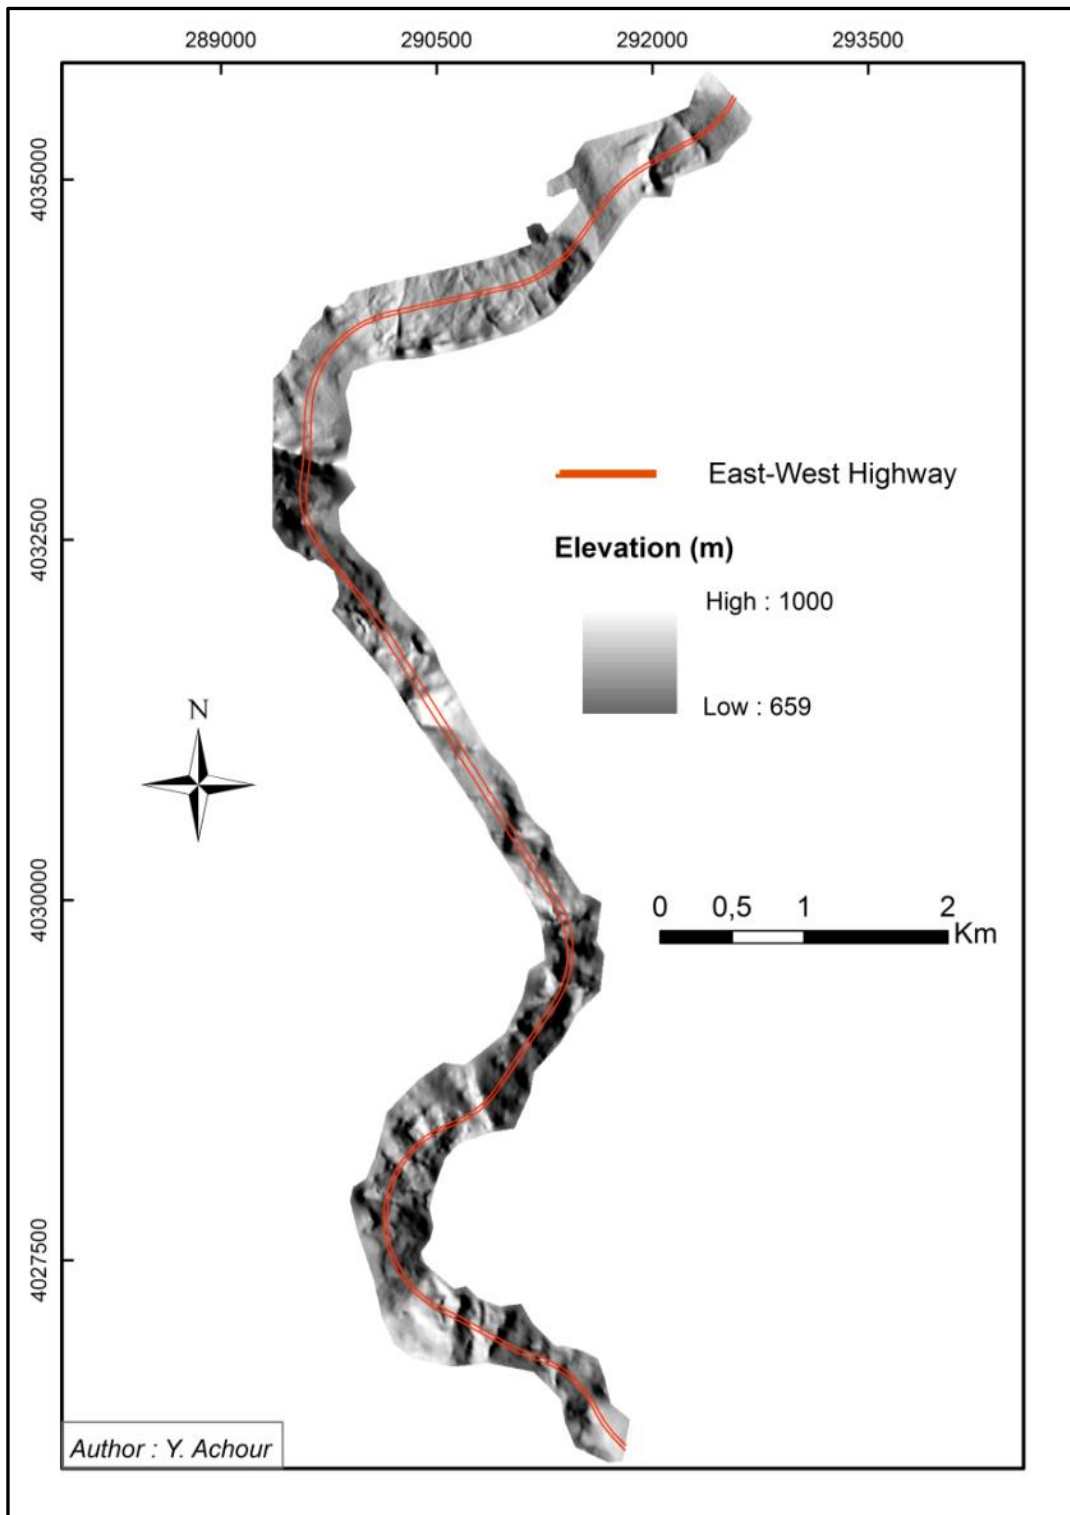 289000 290500 292000 293500
4035000
4032500
4030000
4027500
East-West Highway
Elevation (m)
High : 1000
Low : 659
N
0 0,5 1 2
Km
Author : Y. Achour